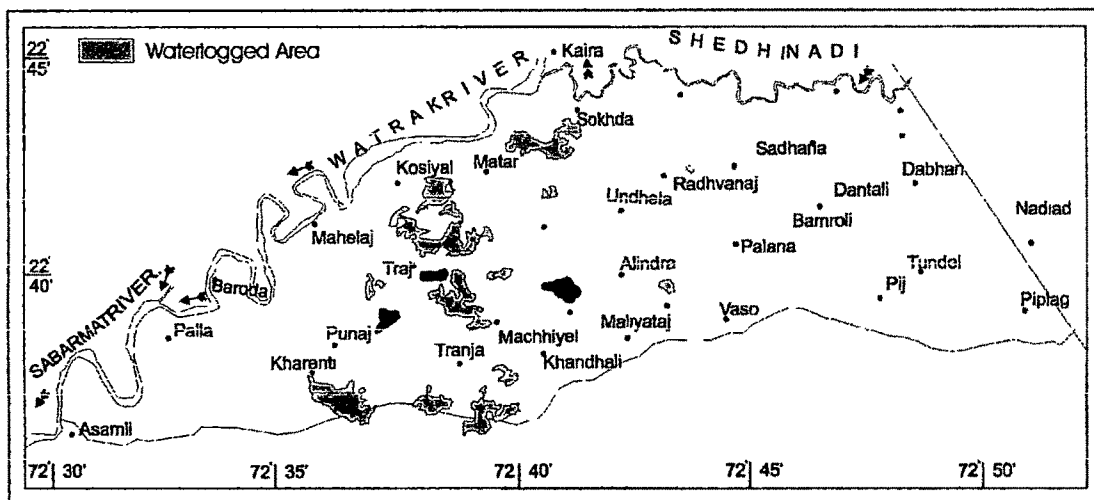 22°
45'
Waterlogged Area
Kaira
SHEDHI NADI
WATRAK RIVER
Sokhda
Matar
Kosiyal
Sadhana
Radhvanaj
Undhela
Dabhan
Dantali
Bamroli
Nadiad
Mahelaj
Palana
22°
40'
Traj
Alindra
Tundel
Pij
Baroda
SABARMATI RIVER
Palla
Punaj
Machhiyel
Maliyataj
Vaso
Piplag
Kharenti
Tranja
Khandhali
Asamli
72° 30'
72° 35'
72° 40'
72° 45'
72° 50'